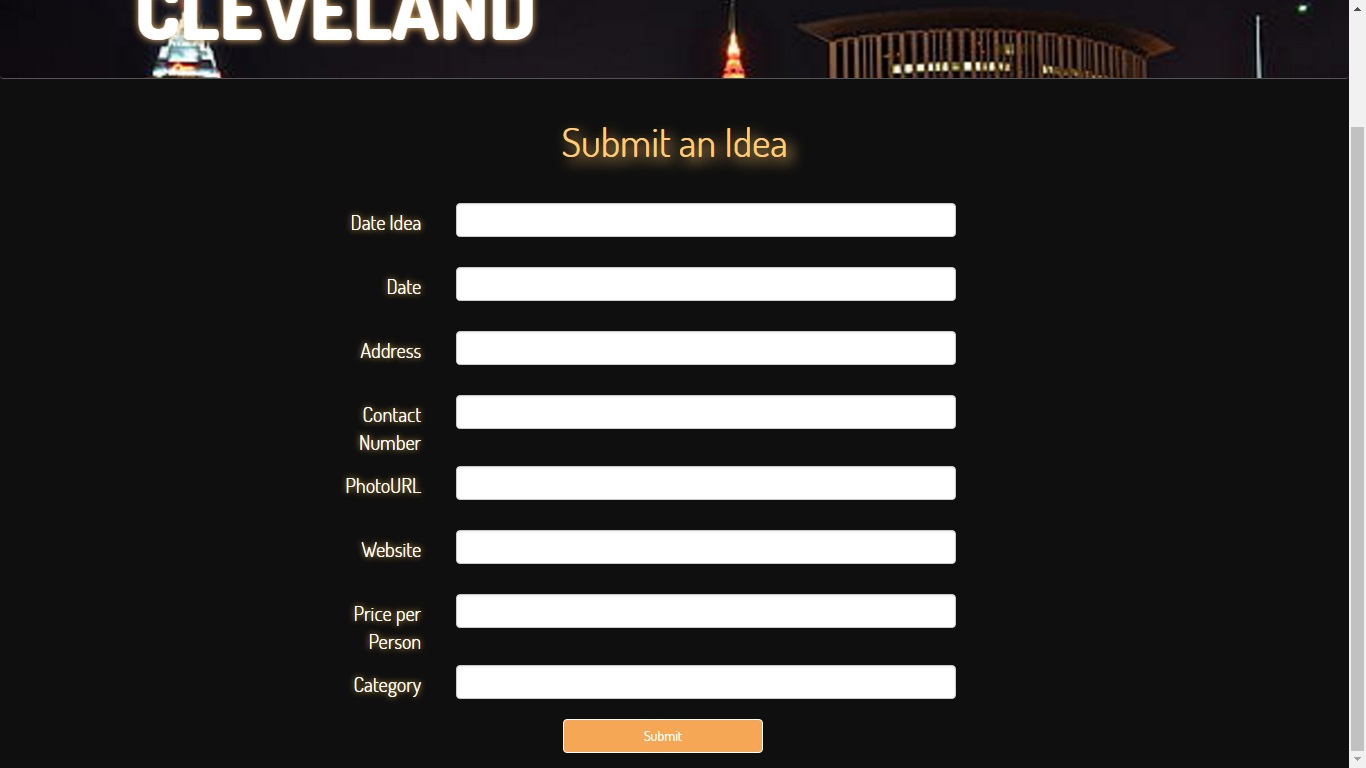 CLEVELAND
Submit an Idea
Date Idea
Date
Address
Contact
Number
PhotoURL
Website
Price per
Person
Category
Submit